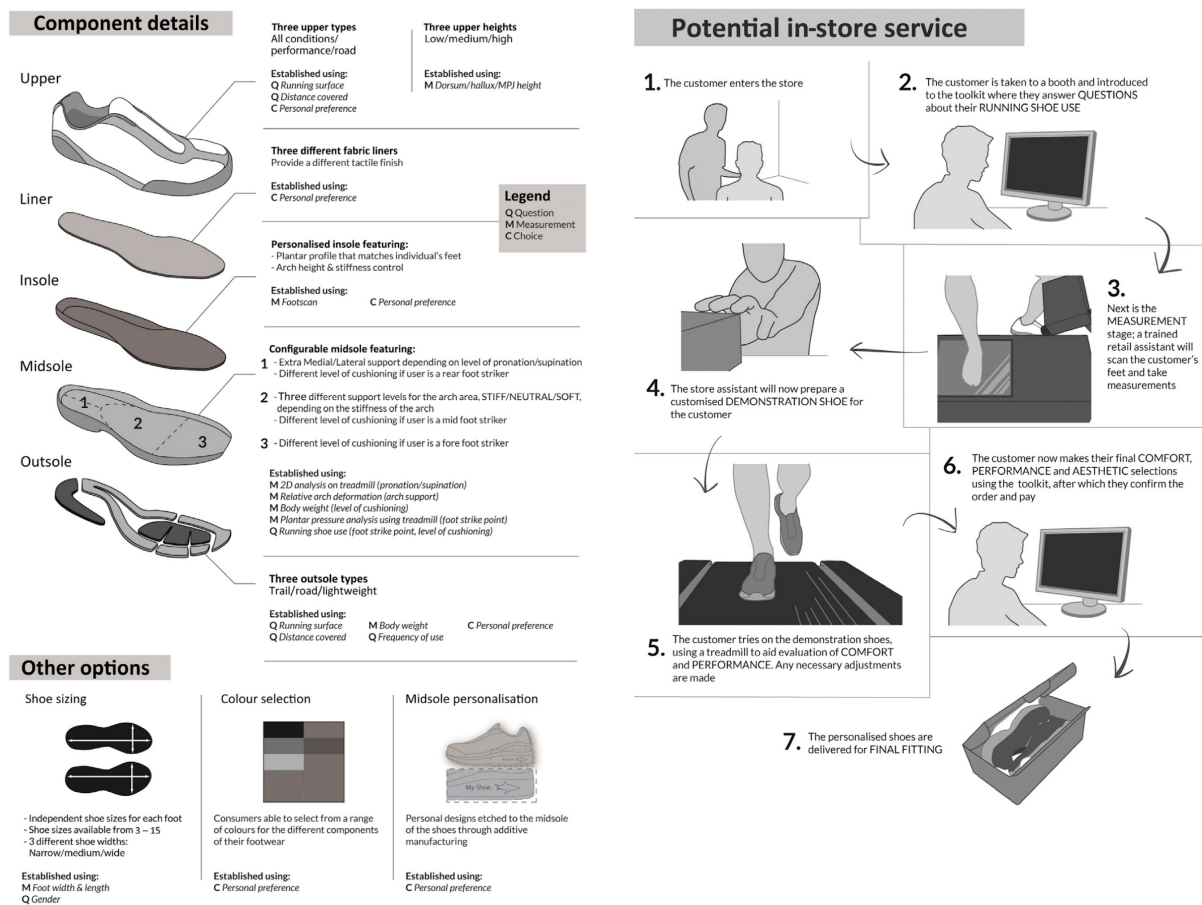 Component details
Three upper types
All conditions/
performance/road
Established using:
Q Running surface
Q Distance covered
C Personal preference
Three upper heights
Low/medium/high
Established using:
M Dorsum/hallux/MPJ height
Upper
Three different fabric liners
Provide a different tactile finish
Established using:
C Personal preference
Liner
Legend
Q Question
M Measurement
C Choice
Personalised insole featuring:
- Plantar profile that matches individual's feet
- Arch height & stiffness control
Established using:
M Footscan C Personal preference
Insole
Configurable midsole featuring:
1 - Extra Medial/Lateral support depending on level of pronation/supination
- Different level of cushioning if user is a rear foot striker
2 - Three different support levels for the arch area, STIFF/NEUTRAL/SOFT,
depending on the stiffness of the arch
- Different level of cushioning if user is a mid foot striker
3 - Different level of cushioning if user is a fore foot striker
Established using:
M 2D analysis on treadmill (pronation/supination)
M Relative arch deformation (arch support)
M Body weight (level of cushioning)
M Plantar pressure analysis using treadmill (foot strike point)
Q Running shoe use (foot strike point, level of cushioning)
Midsole
1
2
3
Outsole
Three outsole types
Trail/road/lightweight
Established using:
Q Running surface M Body weight C Personal preference
Q Distance covered Q Frequency of use
Other options
Shoe sizing
- Independent shoe sizes for each foot
- Shoe sizes available from 3 – 15
- 3 different shoe widths:
Narrow/medium/wide
Established using:
M Foot width & length
Q Gender
Colour selection
Consumers able to select from a range
of colours for the different components
of their footwear
Established using:
C Personal preference
Midsole personalisation
My Shoe
Personal designs etched to the midsole
of the shoes through additive
manufacturing
Established using:
C Personal preference
Potential in-store service
1. The customer enters the store
2. The customer is taken to a booth and introduced
to the toolkit where they answer QUESTIONS
about their RUNNING SHOE USE
3.
Next is the
MEASUREMENT
stage; a trained
retail assistant will
scan the customer's
feet and take
measurements
4. The store assistant will now prepare a
customised DEMONSTRATION SHOE for
the customer
5. The customer tries on the demonstration shoes,
using a treadmill to aid evaluation of COMFORT
and PERFORMANCE. Any necessary adjustments
are made
6. The customer now makes their final COMFORT,
PERFORMANCE and AESTHETIC selections
using the toolkit, after which they confirm the
order and pay
7. The personalised shoes are
delivered for FINAL FITTING